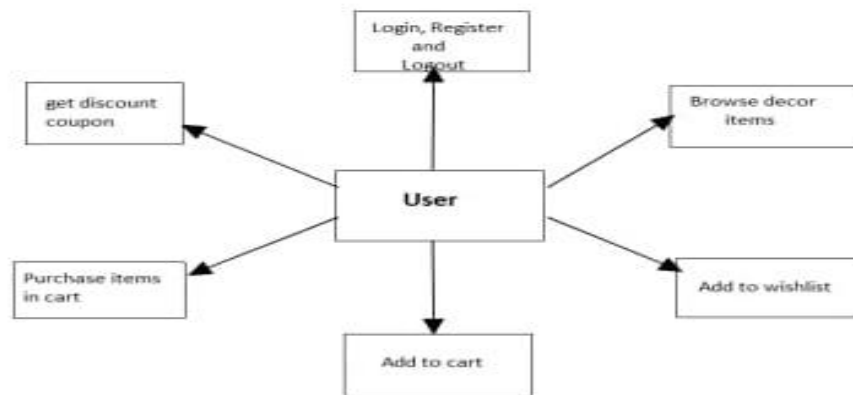 Login, Register
and
Logout
get discount
coupon
Browse decor
items
User
Purchase items
in cart
Add to wishlist
Add to cart